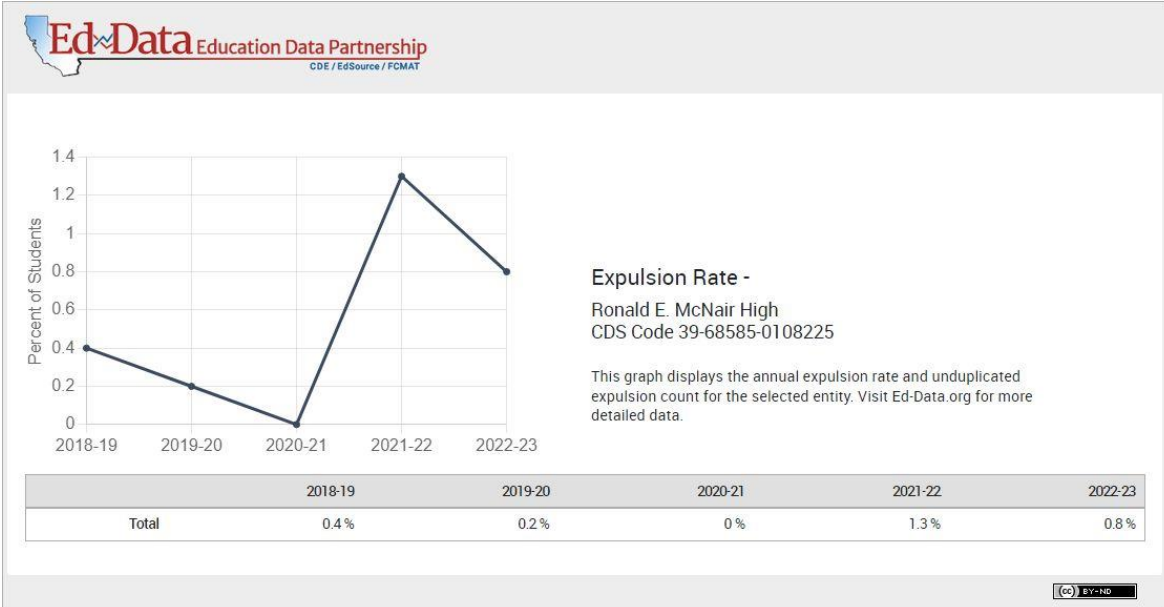 Ed Data Education Data Partnership
CDE / EdSource / FCMAT
1.4
1.2
1
0.8
0.6
0.4
0.2
0
Percent of Students
2018-19 2019-20 2020-21 2021-22 2022-23
Expulsion Rate -
Ronald E. McNair High
CDS Code 39-68585-0108225
This graph displays the annual expulsion rate and unduplicated
expulsion count for the selected entity. Visit Ed-Data.org for more
detailed data.
2018-19 2019-20 2020-21 2021-22 2022-23
Total 0.4 % 0.2 % 0 % 1.3 % 0.8 %
(cc) BY-ND